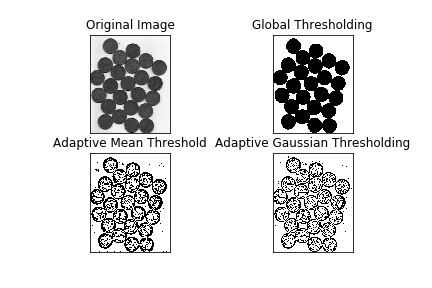 Original Image
Global Thresholding
Adaptive Mean Threshold
Adaptive Gaussian Thresholding